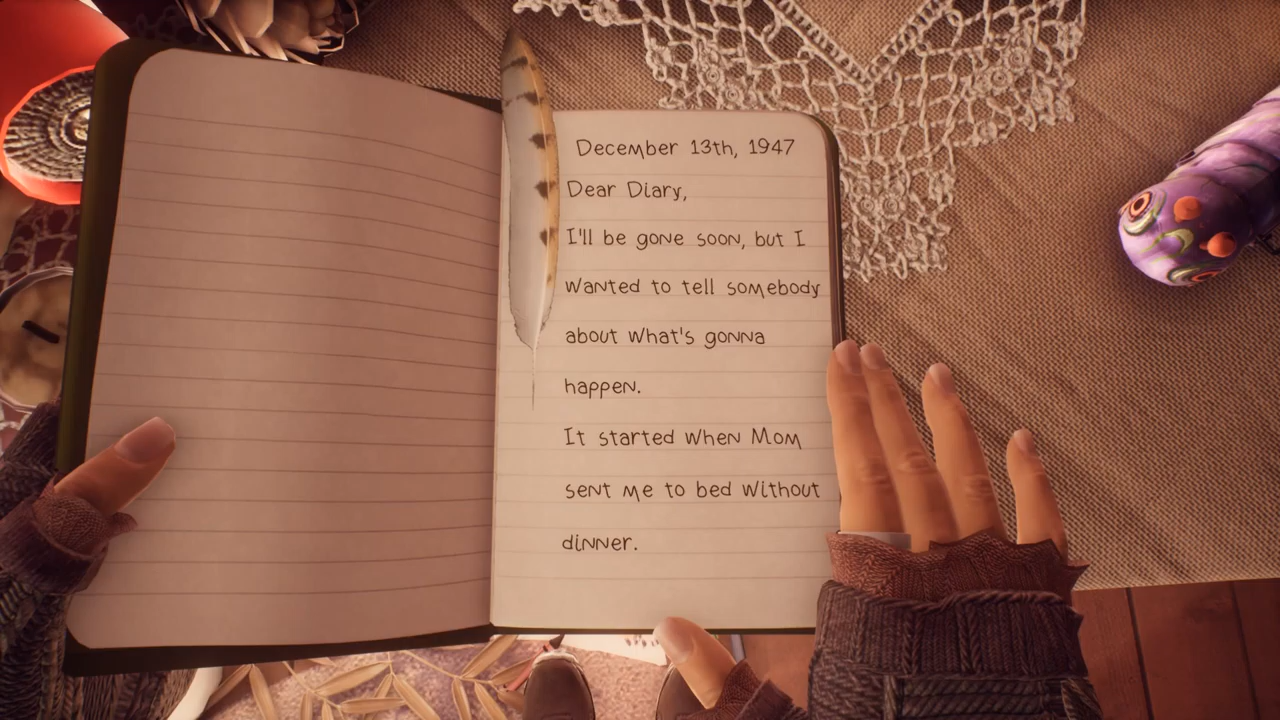 December 13th, 1947
Dear Diary,
I'll be gone soon, but I
wanted to tell somebody
about what's gonna
happen.
It started when Mom
sent me to bed without
dinner.